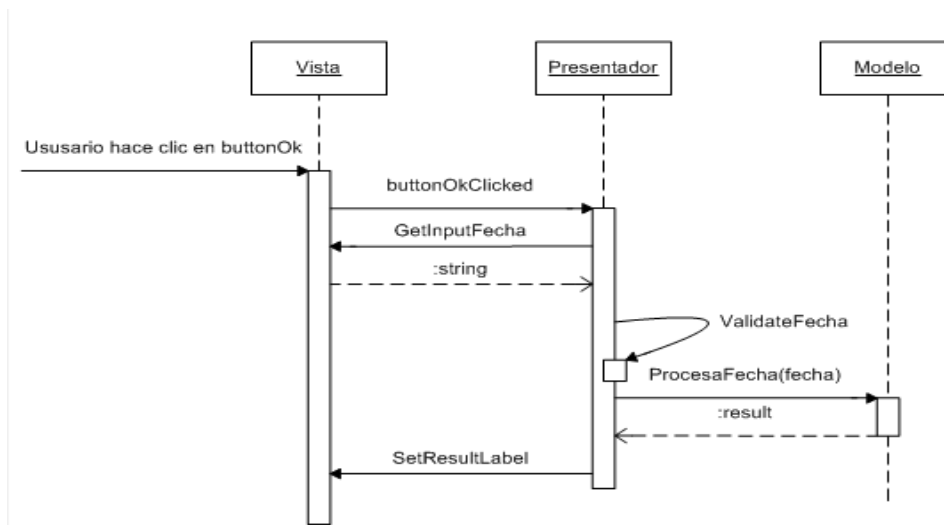 Vista
Presentador
Modelo
Ususario hace clic en buttonOk
buttonOkClicked
GetInputFecha
:string
ValidateFecha
ProcesaFecha(fecha)
:result
SetResultLabel